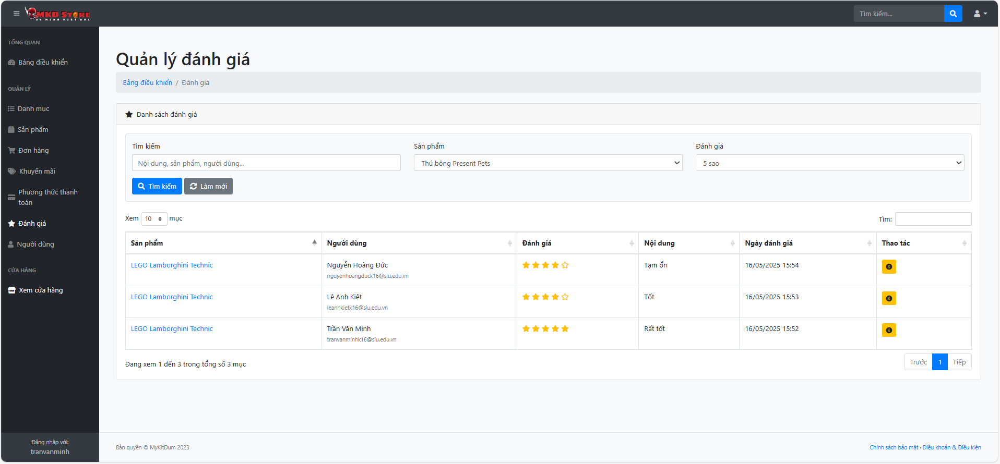 MKD STORE
BY MINH KIET DUC
Tìm kiếm...
TỔNG QUAN
Bảng điều khiển
QUẢN LÝ
Danh mục
Sản phẩm
Đơn hàng
Khuyến mãi
Phương thức thanh
toán
Đánh giá
Người dùng
CỬA HÀNG
Xem cửa hàng
Đăng nhập với:
tranvanminh
Quản lý đánh giá
Bảng điều khiển / Đánh giá
Danh sách đánh giá
Tìm kiếm Sản phẩm Đánh giá
Nội dung, sản phẩm, người dùng... Thú bông Present Pets 5 sao
Tìm kiếm Làm mới
Xem 10 mục Tìm:
Sản phẩm Người dùng Đánh giá Nội dung Ngày đánh giá Thao tác
LEGO Lamborghini Technic Nguyễn Hoàng Đức Tạm ổn 16/05/2025 15:54
nguyenhoangduck16@siu.edu.vn
LEGO Lamborghini Technic Lê Anh Kiệt Tốt 16/05/2025 15:53
leanhkietk16@siu.edu.vn
LEGO Lamborghini Technic Trần Văn Minh Rất tốt 16/05/2025 15:52
tranvanminhk16@siu.edu.vn
Đang xem 1 đến 3 trong tổng số 3 mục Trước 1 Tiếp
Bản quyền © MyKitDum 2023 Chính sách bảo mật · Điều khoản & Điều kiện